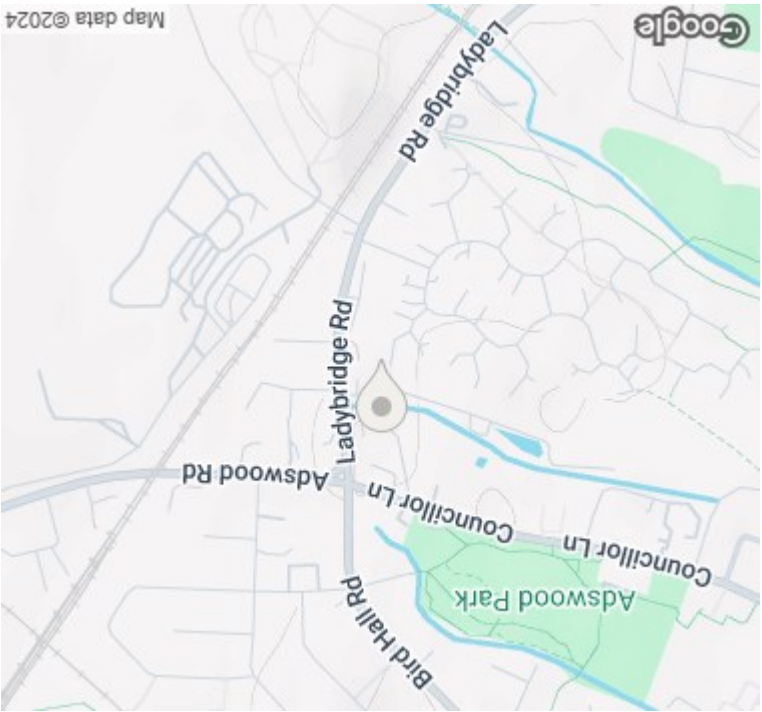 Adswood Park
Bird Hall Rd
Councillor Ln
Councillor Ln
Adswood Rd
Ladybridge Rd
Ladybridge Rd
Google
Map data ©2024